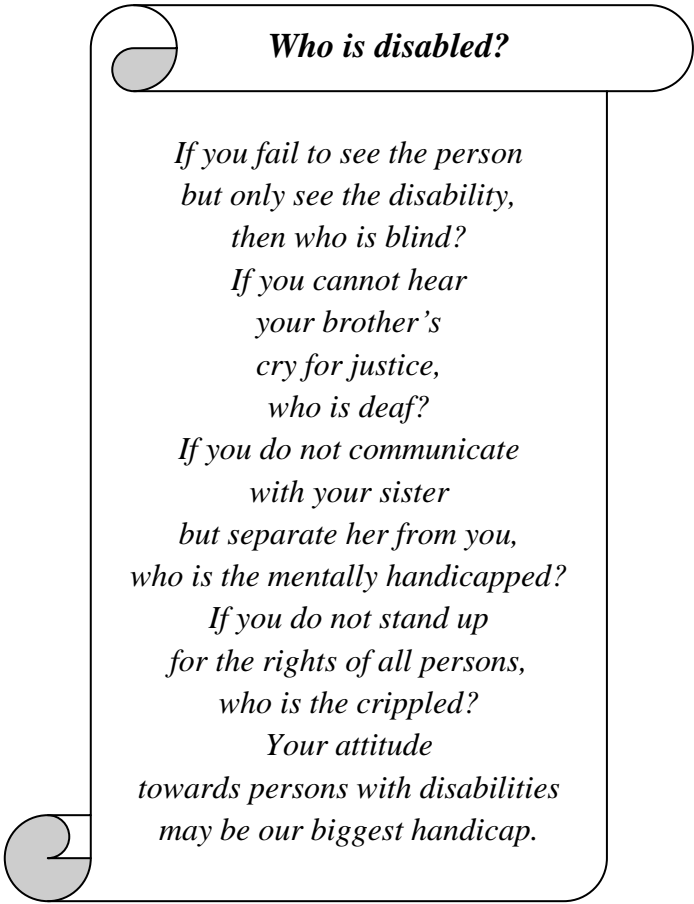 Who is disabled?
If you fail to see the person
but only see the disability,
then who is blind?
If you cannot hear
your brother’s
cry for justice,
who is deaf?
If you do not communicate
with your sister
but separate her from you,
who is the mentally handicapped?
If you do not stand up
for the rights of all persons,
who is the crippled?
Your attitude
towards persons with disabilities
may be our biggest handicap.